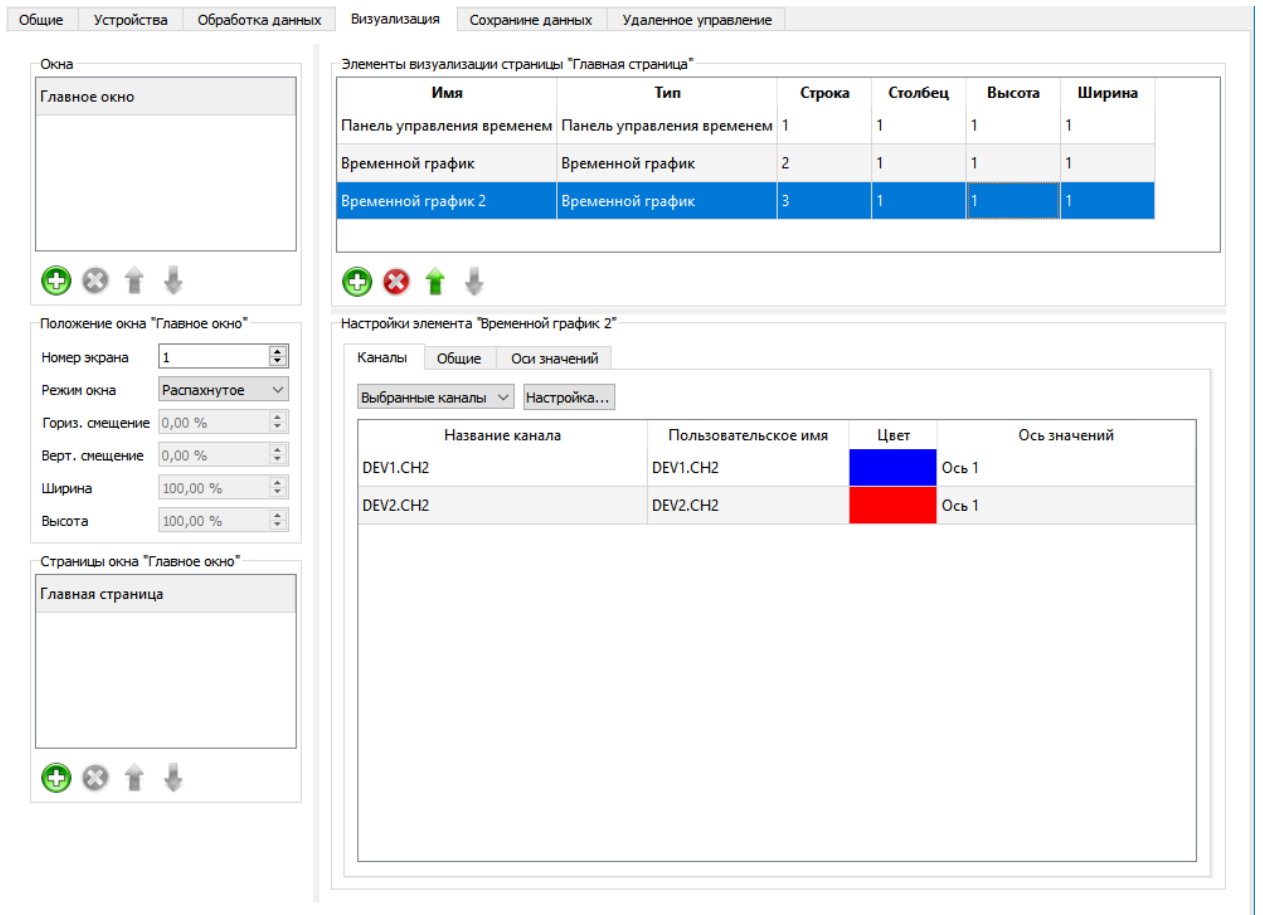 Общие Устройства Обработка данных Визуализация Сохранине данных Удаленное управление
Окна
Главное окно
Положение окна "Главное окно"
Номер экрана 1
Режим окна Распахнутое
Гориз. смещение 0,00 %
Верт. смещение 0,00 %
Ширина 100,00 %
Высота 100,00 %
Страницы окна "Главное окно"
Главная страница
Элементы визуализации страницы "Главная страница"
Имя Тип Строка Столбец Высота Ширина
Панель управления временем Панель управления временем 1 1 1 1
Временной график Временной график 2 1 1 1
Временной график 2 Временной график 3 1 1 1
Настройки элемента "Временной график 2"
Каналы Общие Оси значений
Выбранные каналы Настройка...
Название канала Пользовательское имя Цвет Ось значений
DEV1.CH2 DEV1.CH2 Ось 1
DEV2.CH2 DEV2.CH2 Ось 1